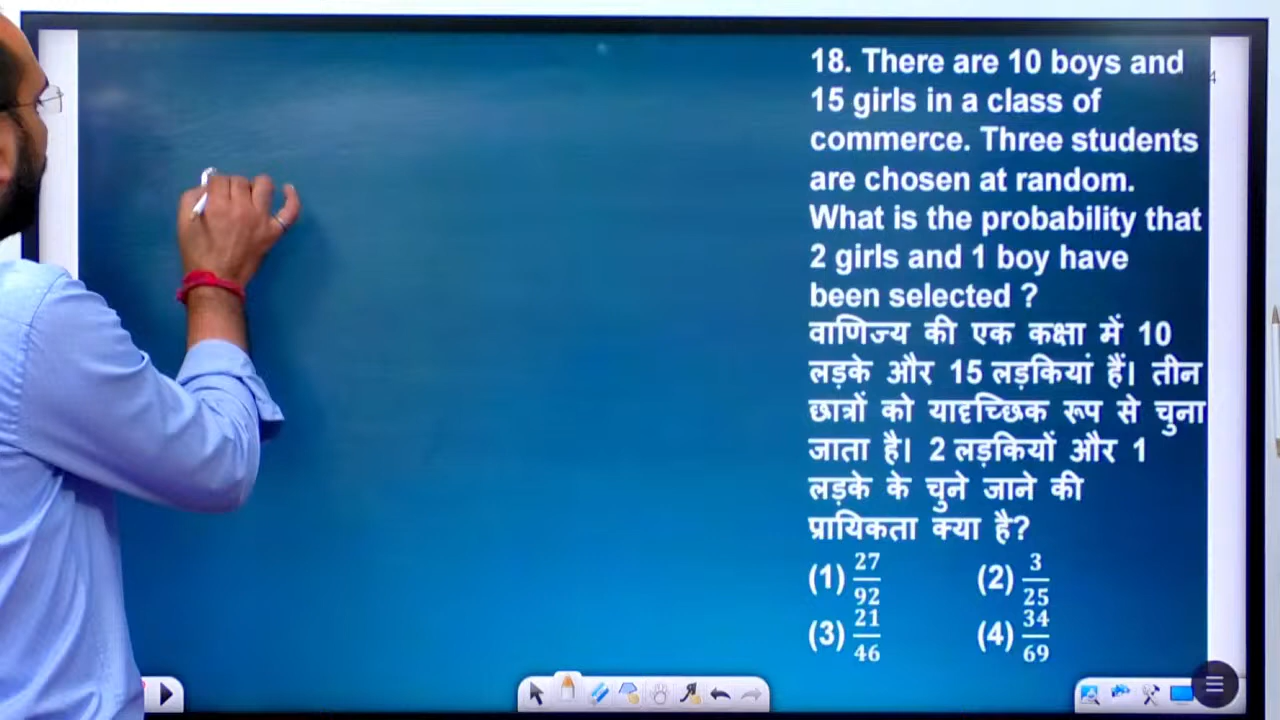 18. There are 10 boys and
15 girls in a class of
commerce. Three students
are chosen at random.
What is the probability that
2 girls and 1 boy have
been selected ?
वाणिज्य की एक कक्षा में 10
लड़के और 15 लड़कियां हैं। तीन
छात्रों को यादृच्छिक रूप से चुना
जाता है। 2 लड़कियों और 1
लड़के के चुने जाने की
प्रायिकता क्या है?
(1) 27/92 (2) 3/25
(3) 21/46 (4) 34/69
4